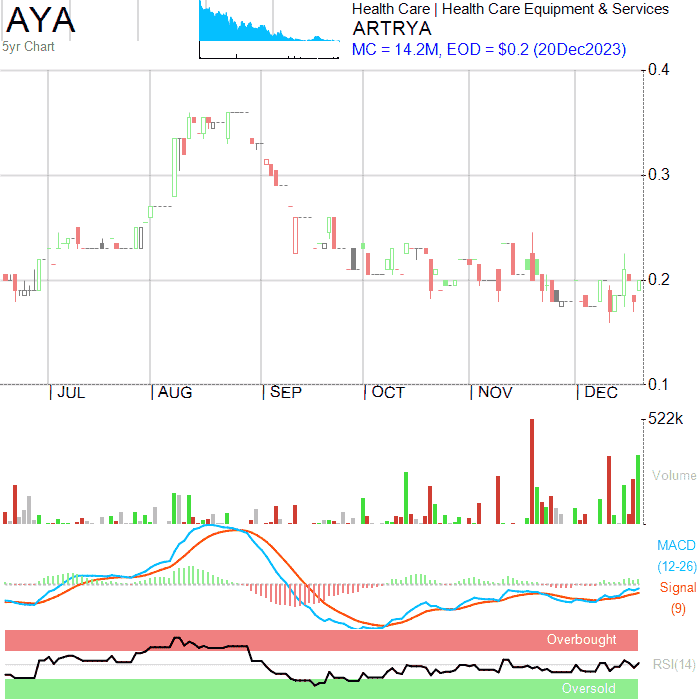 AYA
5yr Chart
Health Care | Health Care Equipment & Services
ARTRYA
MC = 14.2M, EOD = $0.2 (20Dec2023)
0.4
0.3
0.2
0.1
JUL
AUG
SEP
OCT
NOV
DEC
522k
Volume
MACD
(12-26)
Signal
(9)
Overbought
RSI(14)
Oversold